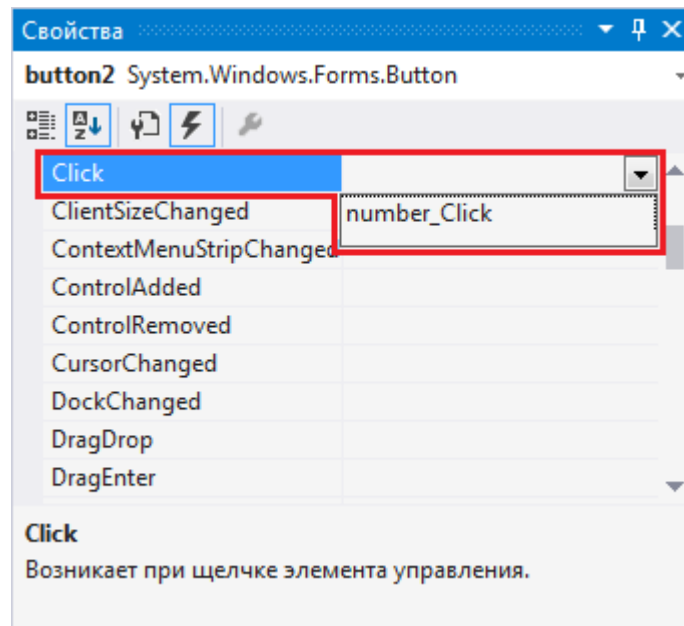 Свойства
button2 System.Windows.Forms.Button
Click
ClientSizeChanged number_Click
ContextMenuStripChanged
ControlAdded
ControlRemoved
CursorChanged
DockChanged
DragDrop
DragEnter
Click
Возникает при щелчке элемента управления.